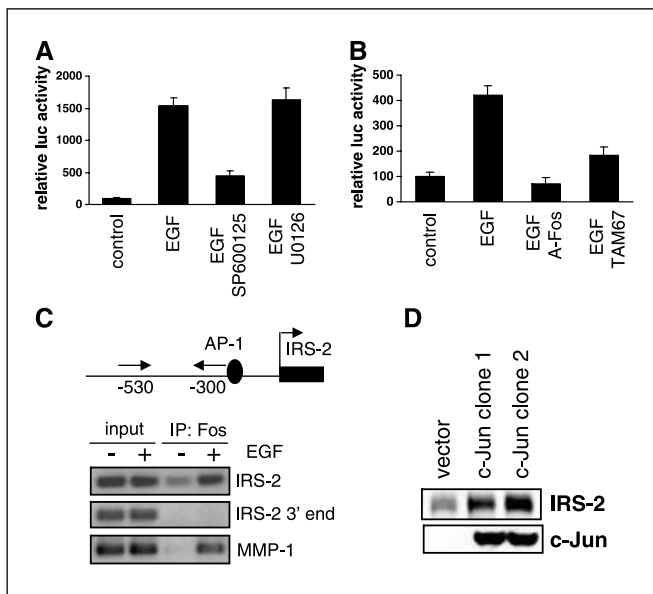 A
relative luc activity
2000
1500
1000
500
0
control
EGF
EGF
SP600125
EGF
U0126
B
relative luc activity
500
400
300
200
100
0
control
EGF
EGF
A-Fos
EGF
TAM67
C
AP-1
IRS-2
-530
-300
input
IP: Fos
- + - + EGF
IRS-2
IRS-2 3' end
MMP-1
D
vector
c-Jun clone 1
c-Jun clone 2
IRS-2
c-Jun